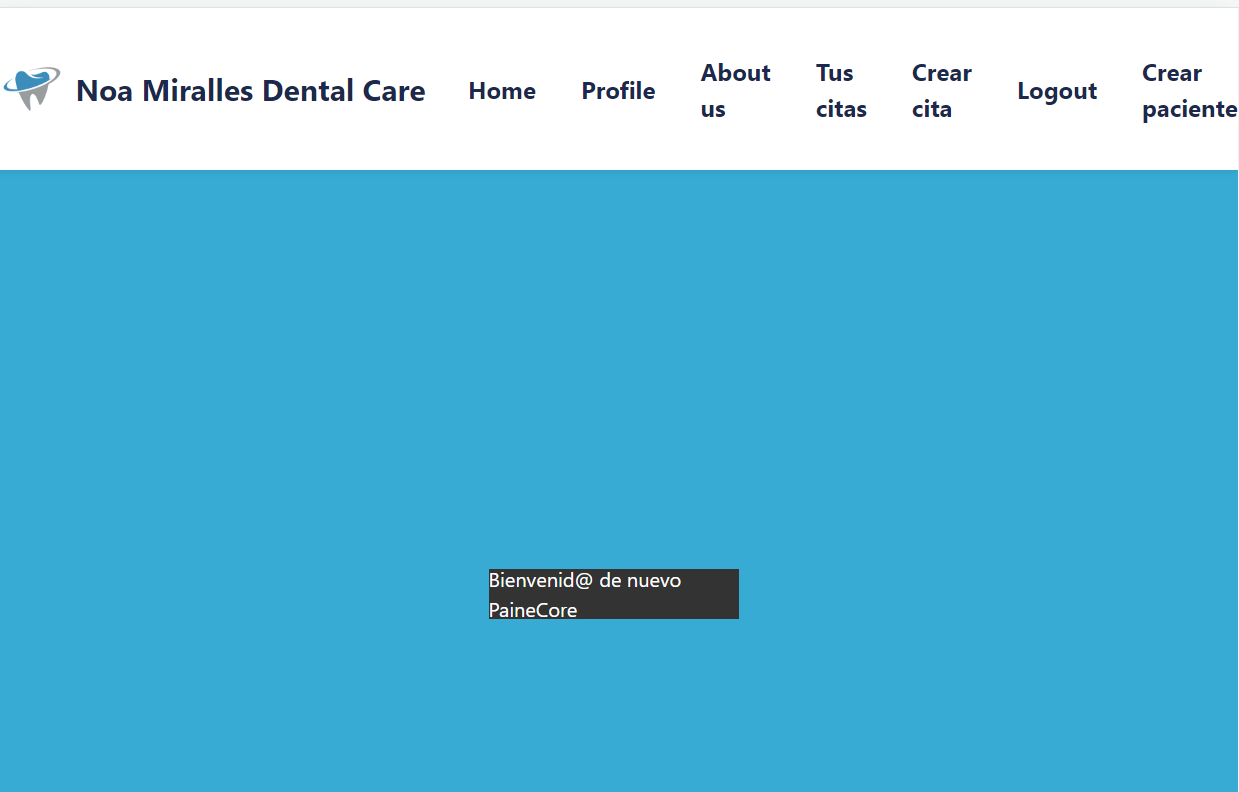 Noa Miralles Dental Care
Home
Profile
About
us
Tus
citas
Crear
cita
Logout
Crear
paciente
Bienvenid@ de nuevo
PaineCore